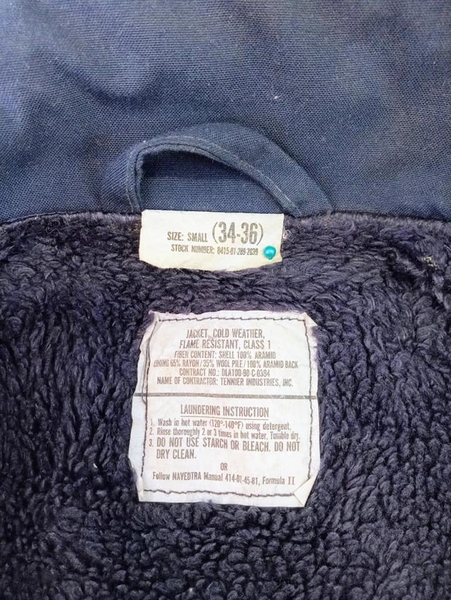 SIZE: SMALL (34-36)
STOCK NUMBER: 8415-01-268-2639
JACKET, COLD WEATHER,
FLAME RESISTANT, CLASS 1
FIBER CONTENT: SHELL 100% ARAMID
LINING 65% RAYON/35% WOOL PILE/100% ARAMID BACK
CONTRACT NO.: DLA100-90-C-0384
NAME OF CONTRACTOR: TENNIER INDUSTRIES, INC.
LAUNDERING INSTRUCTION
1. Wash in hot water (120°-140°F) using detergent.
2. Rinse thoroughly 2 or 3 times in hot water. Tumble dry.
3. DO NOT USE STARCH OR BLEACH. DO NOT
DRY CLEAN.
OR
Follow NAVEDTRA Manual 414-01-45-81, Formula II